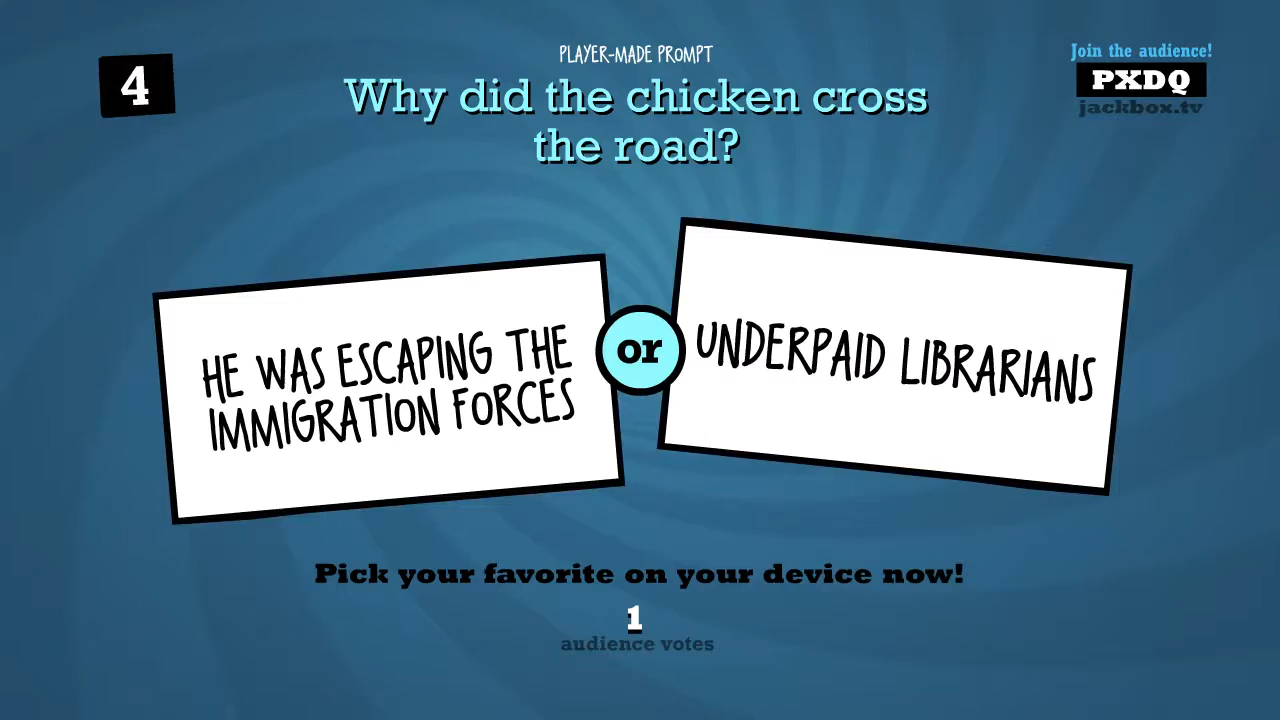 4
PLAYER-MADE PROMPT
Why did the chicken cross
the road?
Join the audience!
PXDQ
jackbox.tv
HE WAS ESCAPING THE
IMMIGRATION FORCES
or
UNDERPAID LIBRARIANS
Pick your favorite on your device now!
1
audience votes